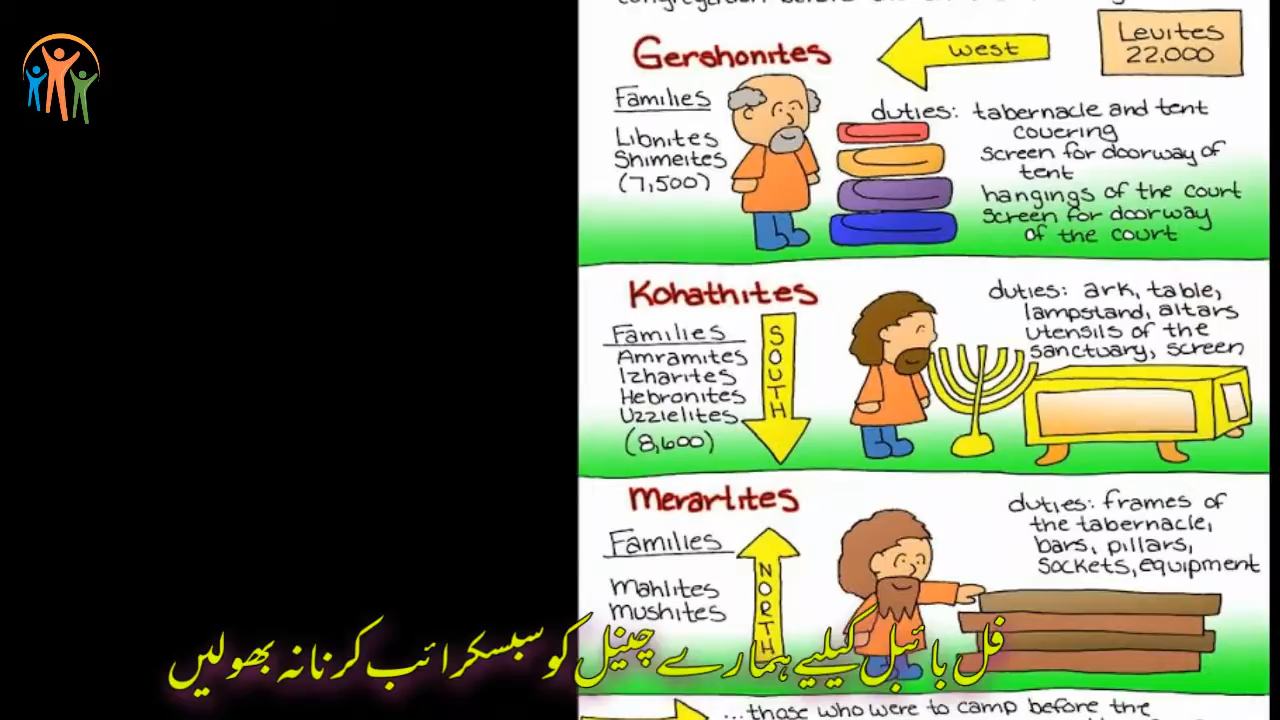 Gershonites
west
Levites
22,000
Families
Libnites
Shimeites
(7,500)
duties: tabernacle and tent
covering
screen for doorway of
tent
hangings of the court
screen for doorway
of the court
Kohathites
SOUTH
Families
Amramites
Izharites
Hebronites
Uzzielites
(8,600)
duties: ark, table,
lampstand, altars
utensils of the
sanctuary, screen
Merariites
NORTH
Families
Mahlites
mushites
duties: frames of
the tabernacle,
bars, pillars,
sockets, equipment
فل بائبل کیلیے ہمارے چینل کو سبسکرائب کرنا نہ بھولیں
...those who were to camp before the